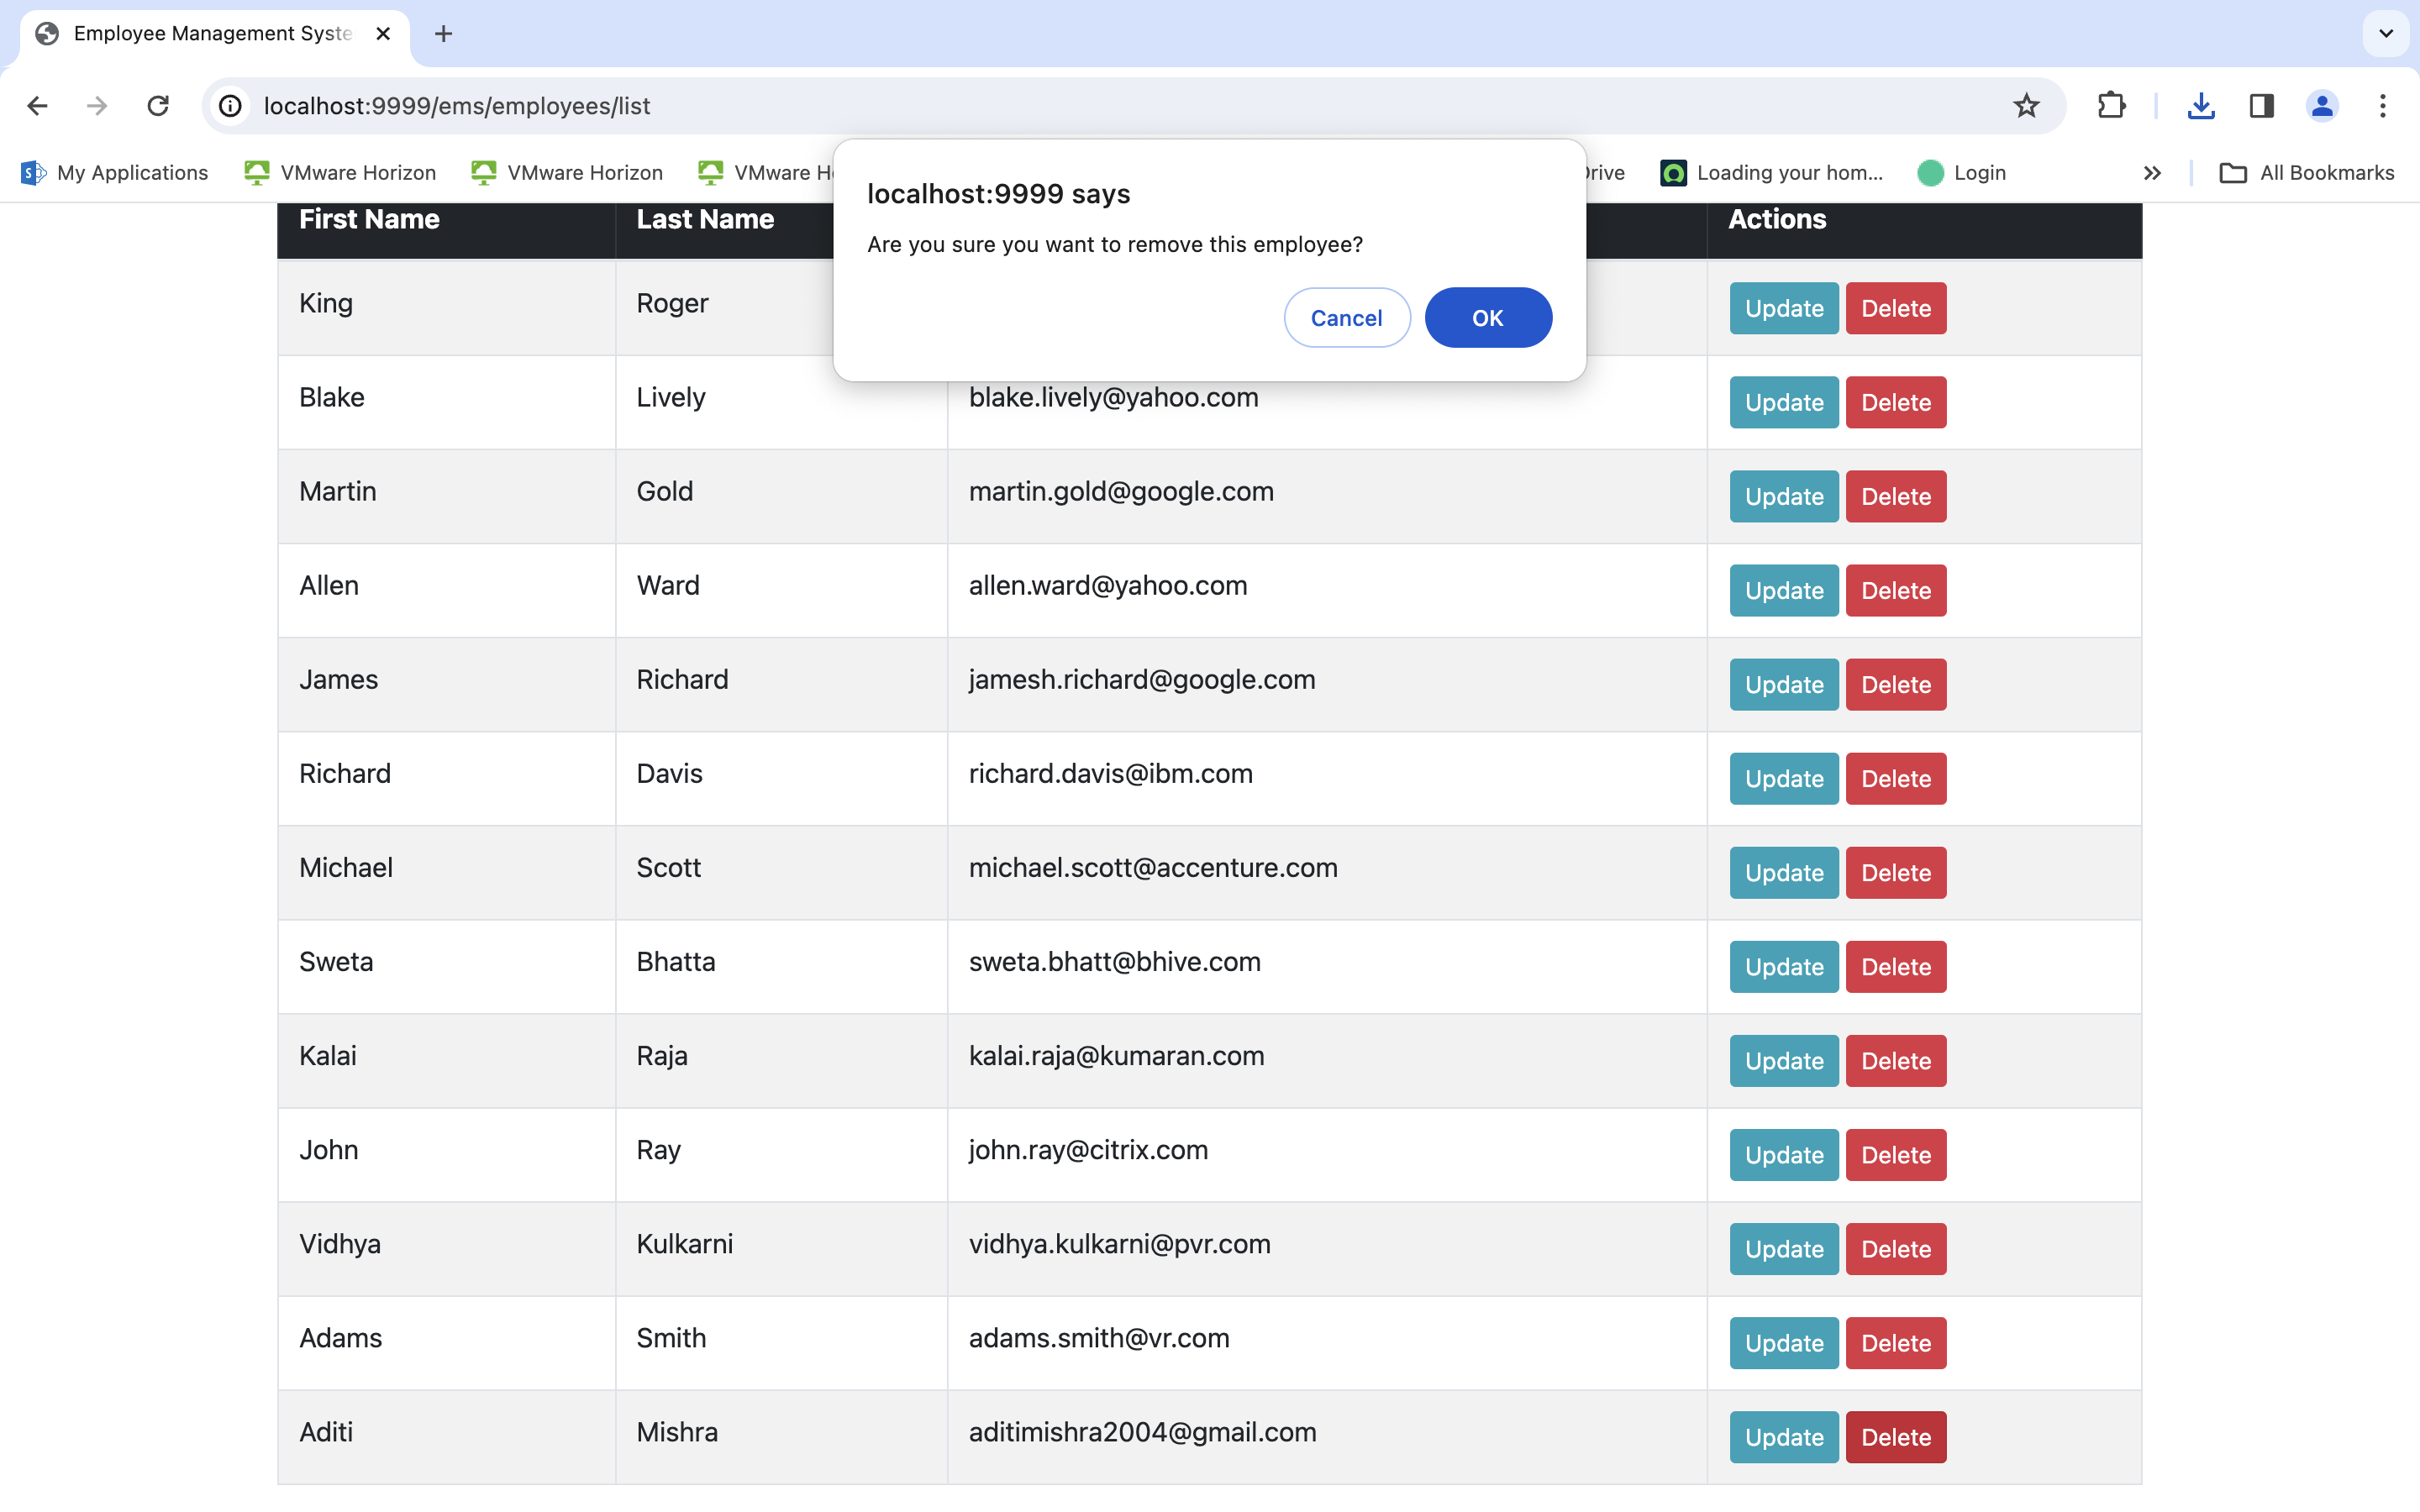 Employee Management Syste
localhost:9999/ems/employees/list
My Applications VMware Horizon VMware Horizon VMware Loading your hom... Login All Bookmarks
localhost:9999 says
Are you sure you want to remove this employee?
Cancel OK
First Name Last Name Actions
King Roger Update Delete
Blake Lively blake.lively@yahoo.com Update Delete
Martin Gold martin.gold@google.com Update Delete
Allen Ward allen.ward@yahoo.com Update Delete
James Richard jamesh.richard@google.com Update Delete
Richard Davis richard.davis@ibm.com Update Delete
Michael Scott michael.scott@accenture.com Update Delete
Sweta Bhatta sweta.bhatt@bhive.com Update Delete
Kalai Raja kalai.raja@kumaran.com Update Delete
John Ray john.ray@citrix.com Update Delete
Vidhya Kulkarni vidhya.kulkarni@pvr.com Update Delete
Adams Smith adams.smith@vr.com Update Delete
Aditi Mishra aditimishra2004@gmail.com Update Delete